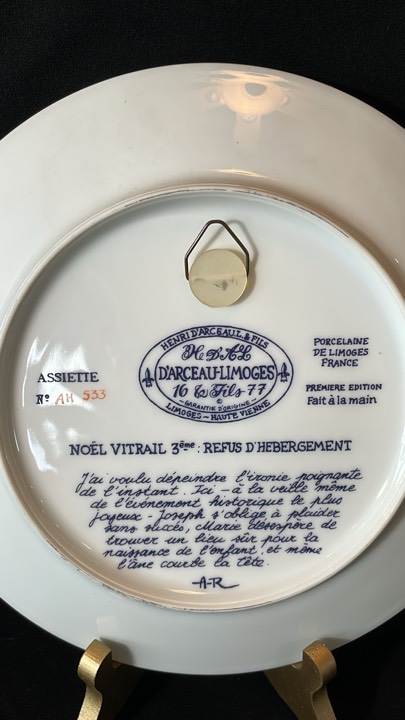 HENRI D'ARCEAU L. & FILS
H. D'A & L
D'ARCEAU-LIMOGES
16 & Fils 77
GARANTIE D'ORIGINE
©
LIMOGES - HAUTE VIENNE
ASSIETTE
Nº AH 533
PORCELAINE
DE LIMOGES
FRANCE
PREMIERE EDITION
Fait à la main
NOËL VITRAIL 3ème: REFUS D'HEBERGEMENT
J'ai voulu dépeindre l'ironie poignante
de l'instant. Ici - à la veille même
de l'événement historique le plus
joyeux - Joseph s'oblige à plaider
sans succès, Marie désespère de
trouver un lieu sûr pour la
naissance de l'enfant, et même
l'âne courbe la tête.
A-R